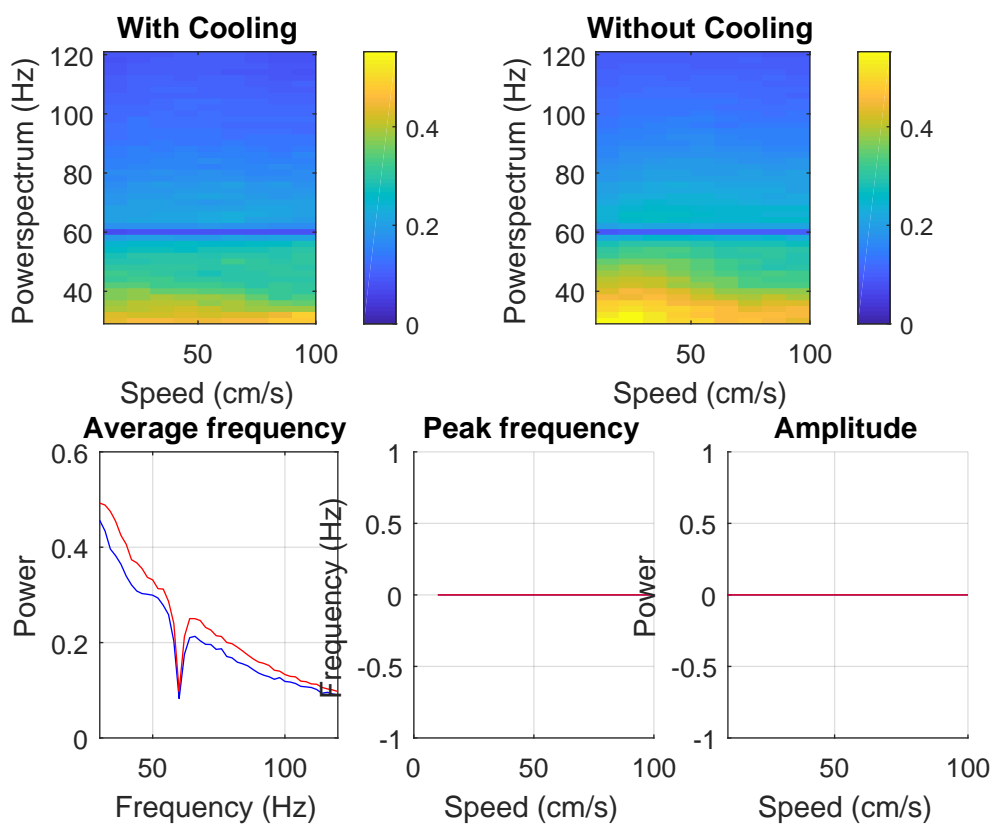 With Cooling
Powerspectrum (Hz)
120
100
80
60
40
50
100
Speed (cm/s)
0.4
0.2
0
Without Cooling
Powerspectrum (Hz)
120
100
80
60
40
50
100
Speed (cm/s)
0.4
0.2
0
Average frequency
Power
0.6
0.4
0.2
0
50
100
Frequency (Hz)
Peak frequency
Frequency (Hz)
1
0.5
0
-0.5
-1
0
50
100
Speed (cm/s)
Amplitude
Power
1
0.5
0
-0.5
-1
50
100
Speed (cm/s)